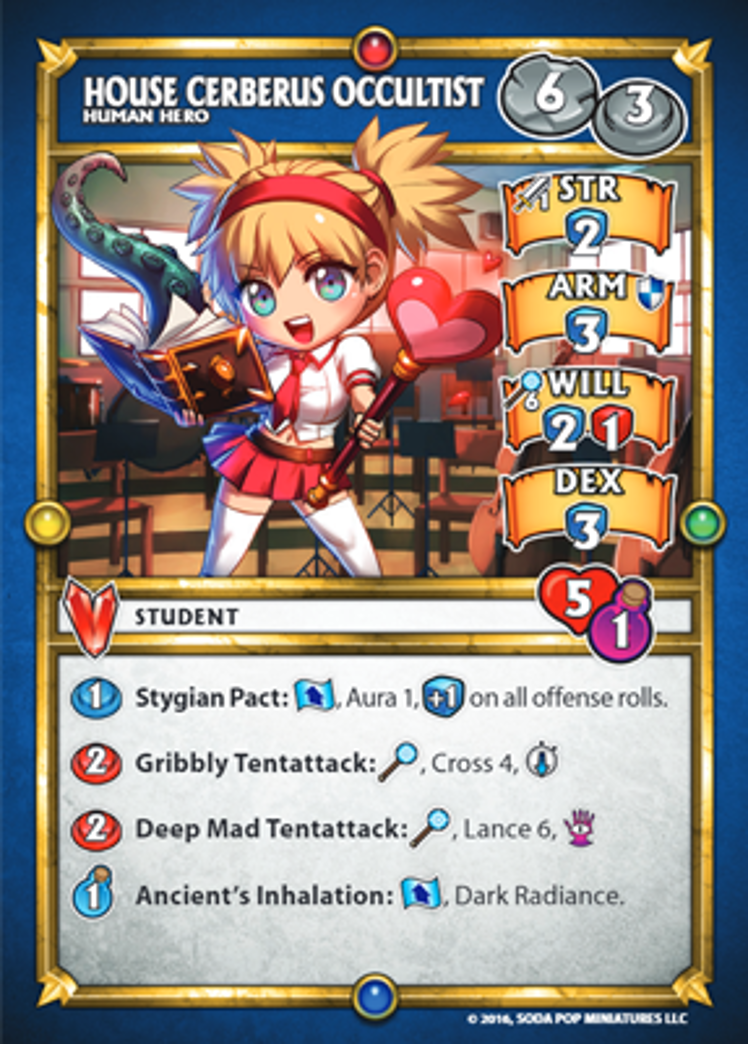 HOUSE CERBERUS OCCULTIST
HUMAN HERO
6 3
STR
1
2
ARM
3
WILL
6
2 1
DEX
3
5
1
STUDENT
1 Stygian Pact: , Aura 1, +1 on all offense rolls.
2 Gribbly Tentattack: , Cross 4,
2 Deep Mad Tentattack: , Lance 6,
1 Ancient's Inhalation: , Dark Radiance.
© 2016, SODA POP MINIATURES LLC